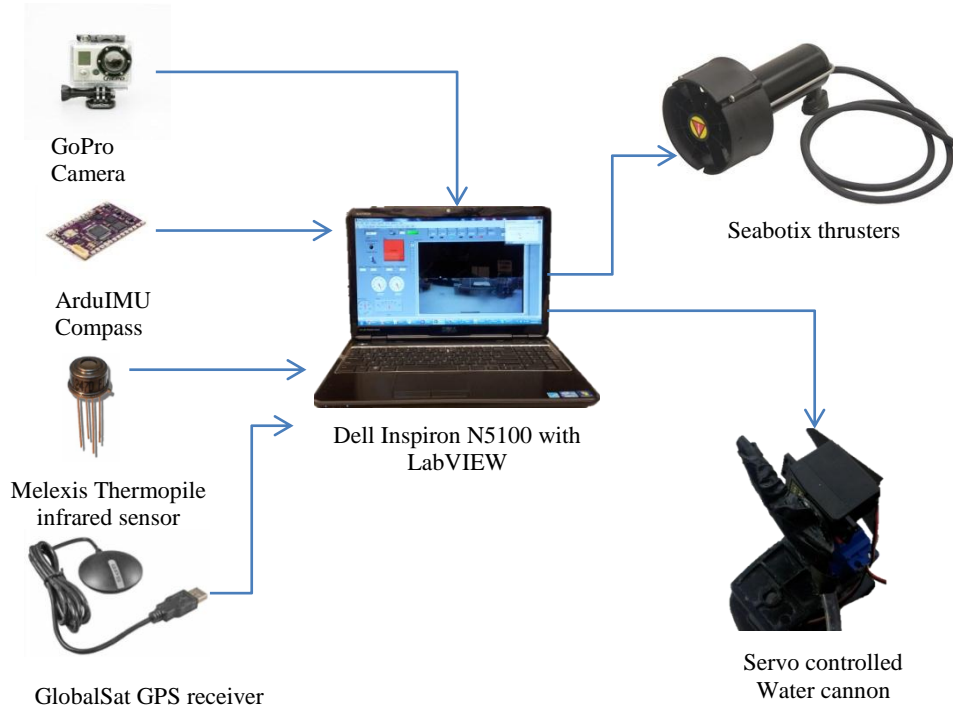 GoPro
Camera
ArduIMU
Compass
Melexis Thermopile
infrared sensor
GlobalSat GPS receiver
Dell Inspiron N5100 with
LabVIEW
Seabotix thrusters
Servo controlled
Water cannon